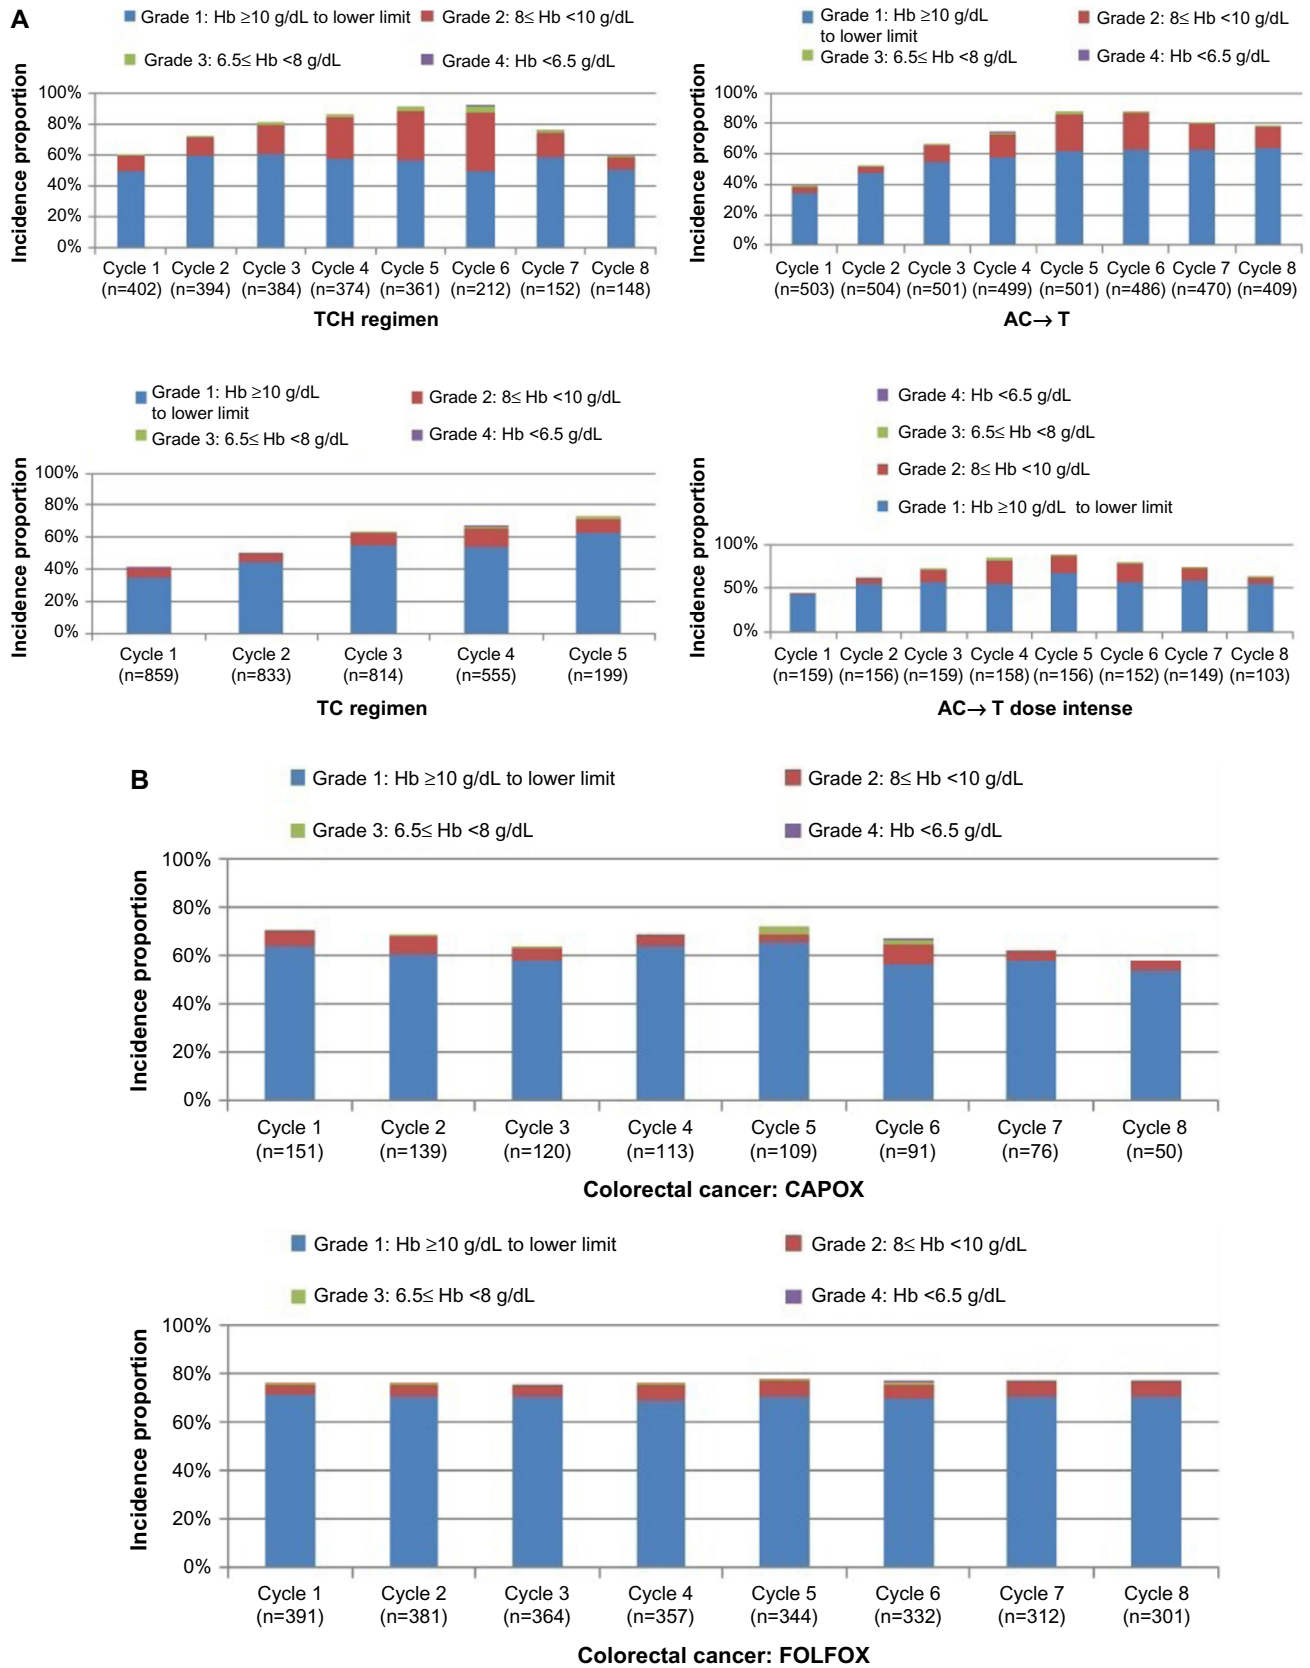 A
Grade 1: Hb ≥10 g/dL to lower limit
Grade 2: 8≤ Hb <10 g/dL
Grade 3: 6.5≤ Hb <8 g/dL
Grade 4: Hb <6.5 g/dL
Incidence proportion
100%
80%
60%
40%
20%
0%
Cycle 1 Cycle 2 Cycle 3 Cycle 4 Cycle 5 Cycle 6 Cycle 7 Cycle 8
(n=402) (n=394) (n=384) (n=374) (n=361) (n=212) (n=152) (n=148)
TCH regimen
Grade 1: Hb ≥10 g/dL
to lower limit
Grade 2: 8≤ Hb <10 g/dL
Grade 3: 6.5≤ Hb <8 g/dL
Grade 4: Hb <6.5 g/dL
Incidence proportion
100%
80%
60%
40%
20%
0%
Cycle 1 Cycle 2 Cycle 3 Cycle 4 Cycle 5 Cycle 6 Cycle 7 Cycle 8
(n=503) (n=504) (n=501) (n=499) (n=501) (n=486) (n=470) (n=409)
AC→ T
Grade 1: Hb ≥10 g/dL
to lower limit
Grade 2: 8≤ Hb <10 g/dL
Grade 3: 6.5≤ Hb <8 g/dL
Grade 4: Hb <6.5 g/dL
Incidence proportion
100%
80%
60%
40%
20%
0%
Cycle 1 Cycle 2 Cycle 3 Cycle 4 Cycle 5
(n=859) (n=833) (n=814) (n=555) (n=199)
TC regimen
Grade 4: Hb <6.5 g/dL
Grade 3: 6.5≤ Hb <8 g/dL
Grade 2: 8≤ Hb <10 g/dL
Grade 1: Hb ≥10 g/dL to lower limit
Incidence proportion
100%
50%
0%
Cycle 1 Cycle 2 Cycle 3 Cycle 4 Cycle 5 Cycle 6 Cycle 7 Cycle 8
(n=159) (n=156) (n=159) (n=158) (n=156) (n=152) (n=149) (n=103)
AC→ T dose intense
B
Grade 1: Hb ≥10 g/dL to lower limit
Grade 2: 8≤ Hb <10 g/dL
Grade 3: 6.5≤ Hb <8 g/dL
Grade 4: Hb <6.5 g/dL
Incidence proportion
100%
80%
60%
40%
20%
0%
Cycle 1 Cycle 2 Cycle 3 Cycle 4 Cycle 5 Cycle 6 Cycle 7 Cycle 8
(n=151) (n=139) (n=120) (n=113) (n=109) (n=91) (n=76) (n=50)
Colorectal cancer: CAPOX
Grade 1: Hb ≥10 g/dL to lower limit
Grade 2: 8≤ Hb <10 g/dL
Grade 3: 6.5≤ Hb <8 g/dL
Grade 4: Hb <6.5 g/dL
Incidence proportion
100%
80%
60%
40%
20%
0%
Cycle 1 Cycle 2 Cycle 3 Cycle 4 Cycle 5 Cycle 6 Cycle 7 Cycle 8
(n=391) (n=381) (n=364) (n=357) (n=344) (n=332) (n=312) (n=301)
Colorectal cancer: FOLFOX